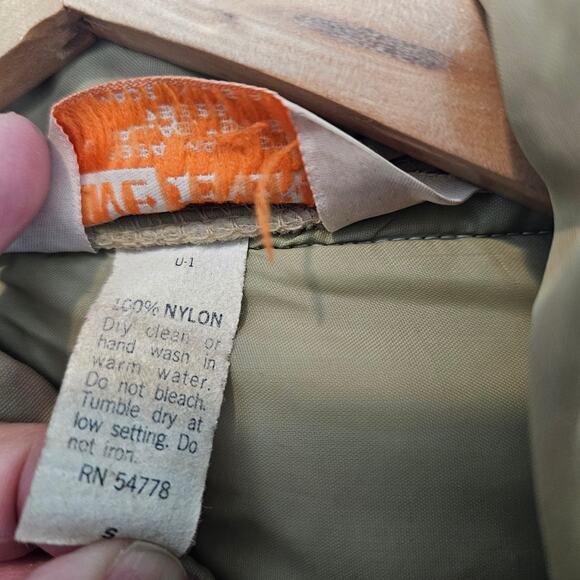 U-1
100% NYLON
Dry clean or
hand wash in
warm water.
Do not bleach.
Tumble dry at
low setting. Do
not iron.
RN 54778
S